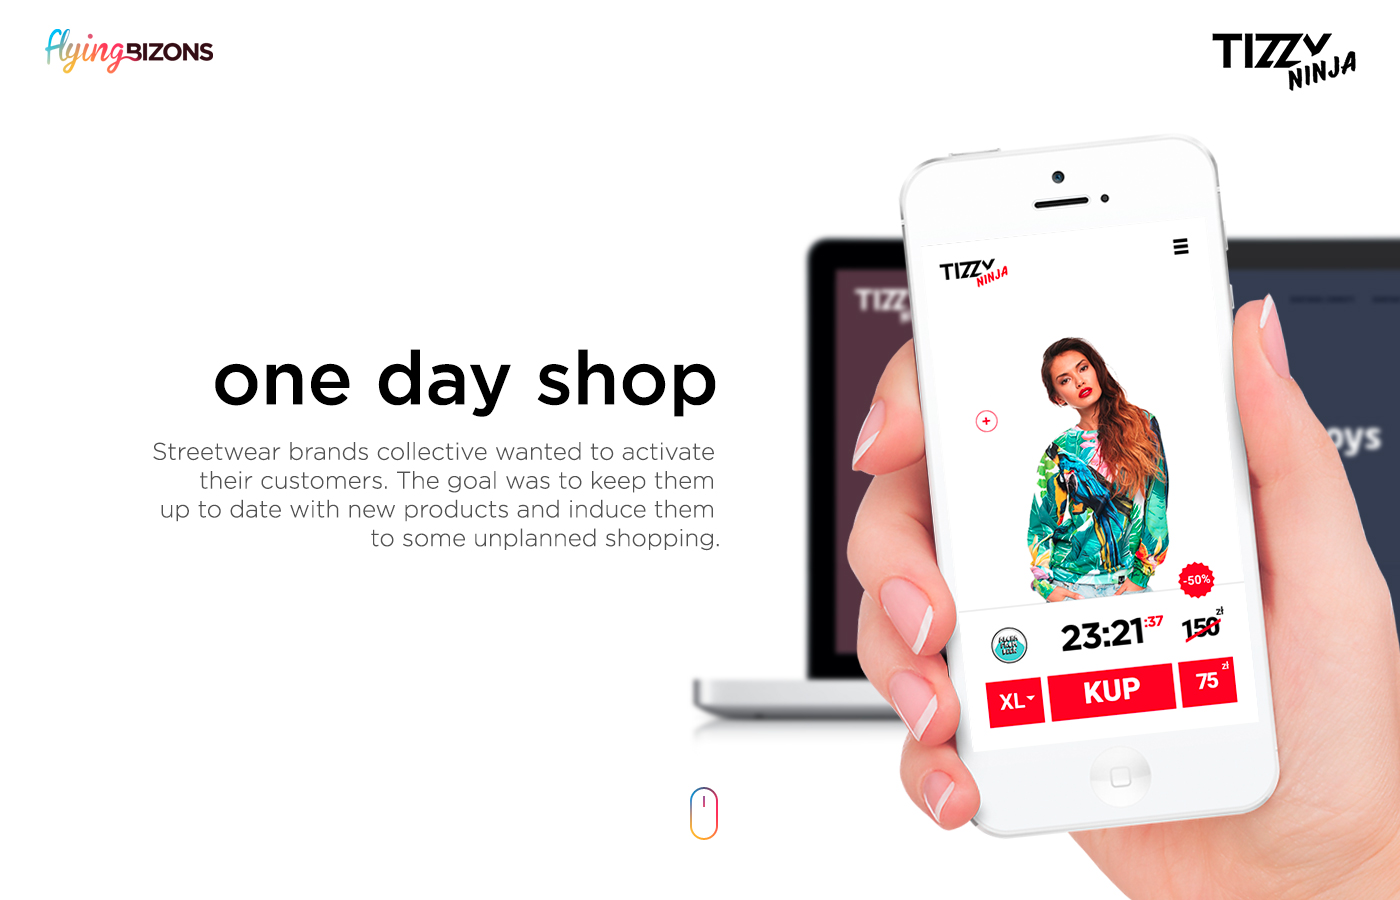 flyingBIZONS
TIZZY
NINJA
one day shop
Streetwear brands collective wanted to activate
their customers. The goal was to keep them
up to date with new products and induce them
to some unplanned shopping.
TIZZY
NINJA
-50%
23:21:37
150 zł
XL
KUP
75 zł
TIZZ
oys